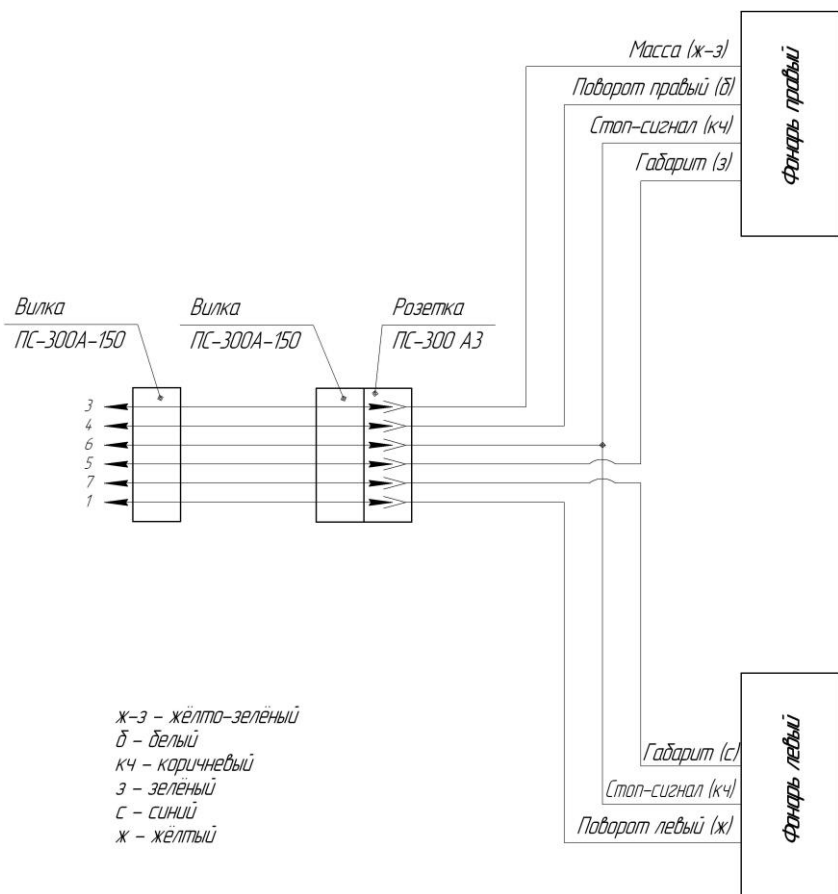 Масса (ж-з)
Поворот правый (б)
Стоп-сигнал (кч)
Габарит (з)
Фонарь правый
Вилка
ПС-300А-150
Вилка
ПС-300А-150
Розетка
ПС-300 А3
3
4
6
5
7
1
ж-з - жёлто-зелёный
б - белый
кч - коричневый
з - зелёный
с - синий
ж - жёлтый
Габарит (с)
Стоп-сигнал (кч)
Поворот левый (ж)
Фонарь левый